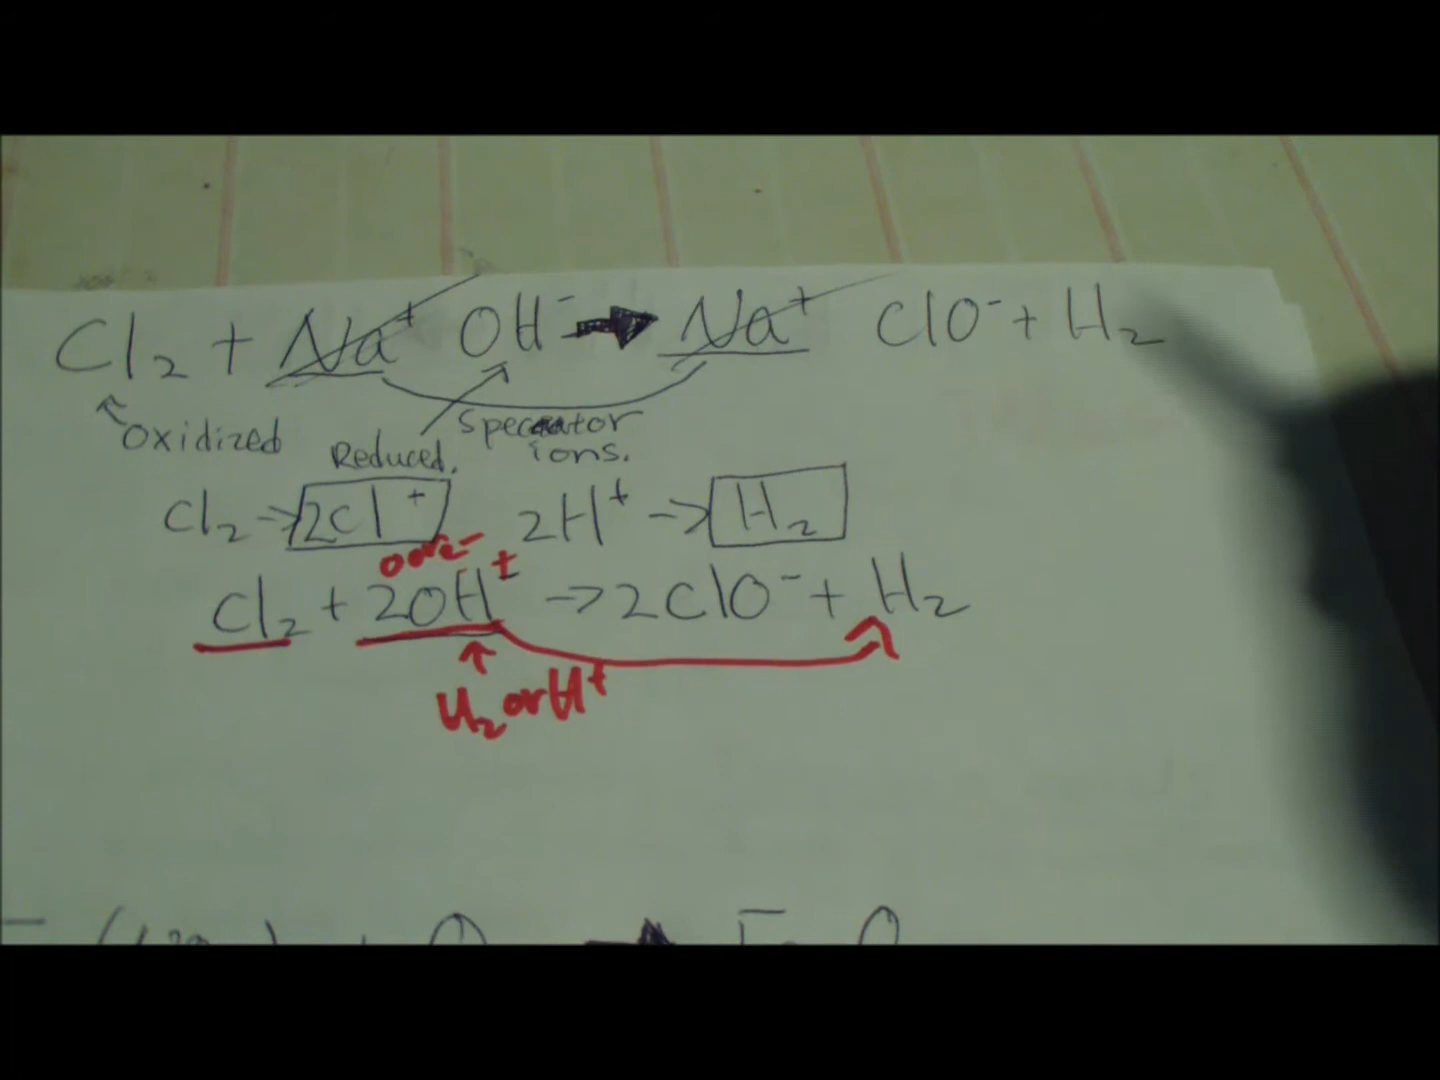 Cl₂ + Na⁺ OH⁻ → Na⁺ ClO⁻ + H₂
Oxidized
Reduced.
Spectator
ions.
Cl₂ → 2Cl⁺ 2H⁺ → H₂
Cl₂ + 2OH⁺ → 2ClO⁻ + H₂
H₂ or H⁺